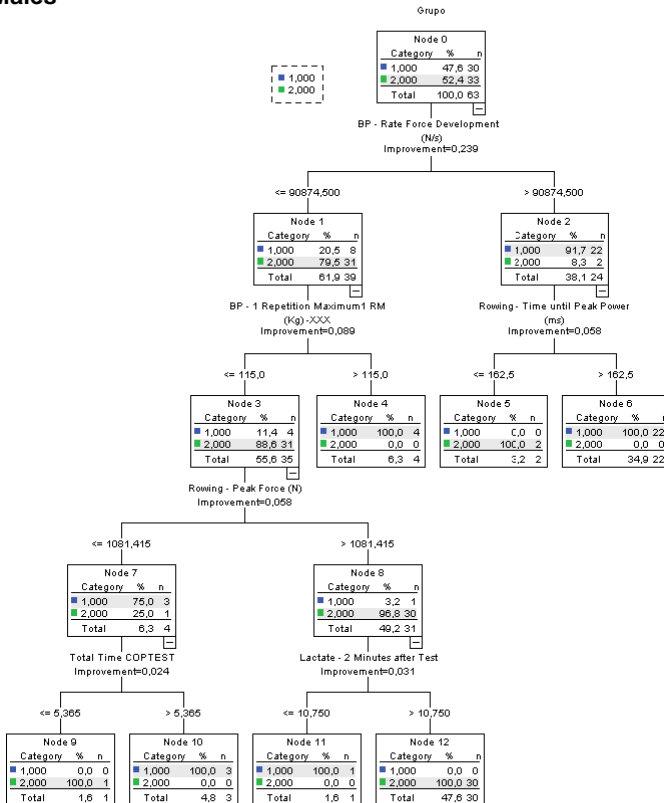 Grupo
Node 0
Category % n
1,000 47,6 30
2,000 52,4 33
Total 100,0 63
1,000
2,000
BP - Rate Force Development
(N/s)
Improvement=0,239
<= 90874,500
> 90874,500
Node 1
Category % n
1,000 20,5 8
2,000 79,5 31
Total 61,9 39
Node 2
Category % n
1,000 91,7 22
2,000 8,3 2
Total 38,1 24
BP - 1 Repetition Maximum1 RM
(Kg) -XXX
Improvement=0,089
Rowing - Time until Peak Power
(ms)
Improvement=0,058
<= 115,0
> 115,0
<= 162,5
> 162,5
Node 3
Category % n
1,000 11,4 4
2,000 88,6 31
Total 55,6 35
Node 4
Category % n
1,000 100,0 4
2,000 0,0 0
Total 6,3 4
Node 5
Category % n
1,000 0,0 0
2,000 100,0 2
Total 3,2 2
Node 6
Category % n
1,000 100,0 22
2,000 0,0 0
Total 34,9 22
Rowing - Peak Force (N)
Improvement=0,058
<= 1081,415
> 1081,415
Node 7
Category % n
1,000 75,0 3
2,000 25,0 1
Total 6,3 4
Node 8
Category % n
1,000 3,2 1
2,000 96,8 30
Total 49,2 31
Total Time COPTEST
Improvement=0,024
Lactate - 2 Minutes after Test
Improvement=0,031
<= 5,365
> 5,365
<= 10,750
> 10,750
Node 9
Category % n
1,000 0,0 0
2,000 100,0 1
Total 1,6 1
Node 10
Category % n
1,000 100,0 3
2,000 0,0 0
Total 4,8 3
Node 11
Category % n
1,000 100,0 1
2,000 0,0 0
Total 1,6 1
Node 12
Category % n
1,000 0,0 0
2,000 100,0 30
Total 47,6 30